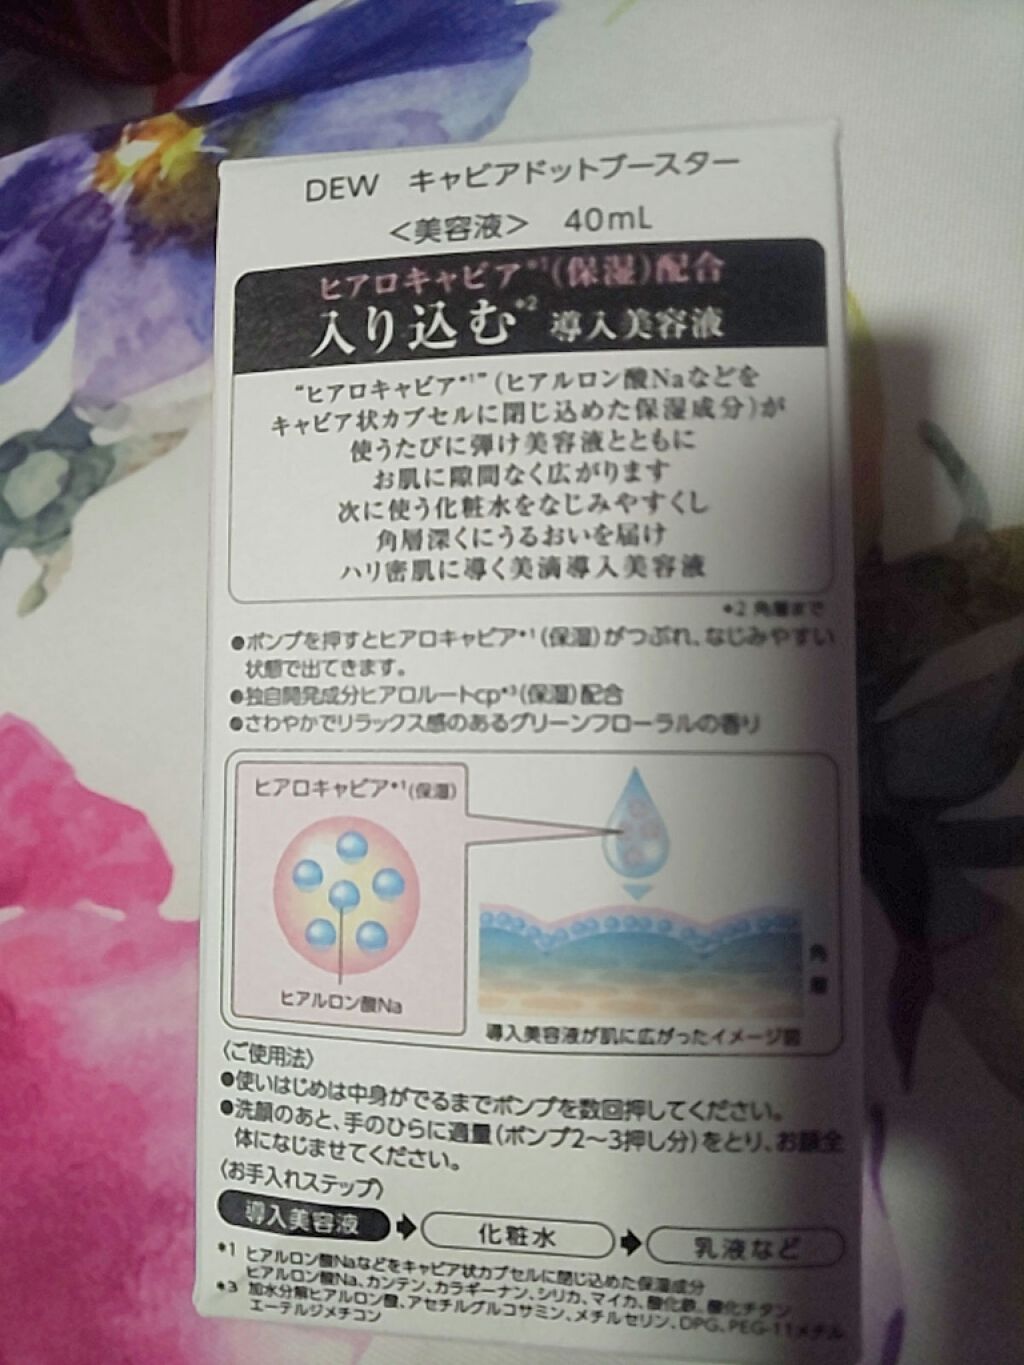 DEW キャビアドットブースター
＜美容液＞ 40mL
ヒアロキャビア*1(保湿)配合
入り込む*2 導入美容液
"ヒアロキャビア*1"(ヒアルロン酸Naなどを
キャビア状カプセルに閉じ込めた保湿成分)が
使うたびに弾け美容液とともに
お肌に隙間なく広がります
次に使う化粧水をなじみやすくし
角層深くにうるおいを届け
ハリ密肌に導く美滴導入美容液
*2 角層まで
●ポンプを押すとヒアロキャビア*1(保湿)がつぶれ、なじみやすい
状態で出てきます。
●独自開発成分ヒアロルートcp*3(保湿)配合
●さわやかでリラックス感のあるグリーンフローラルの香り
ヒアロキャビア*1(保湿)
ヒアルロン酸Na
角層
導入美容液が肌に広がったイメージ図
〈ご使用法〉
●使いはじめは中身がでるまでポンプを数回押してください。
●洗顔のあと、手のひらに適量(ポンプ2〜3押し分)をとり、お顔全
体になじませてください。
〈お手入れステップ〉
導入美容液 → 化粧水 → 乳液など
*1 ヒアルロン酸Naなどをキャビア状カプセルに閉じ込めた保湿成分
ヒアルロン酸Na、カンテン、カラギーナン、シリカ、マイカ、酸化鉄、酸化チタン
*3 加水分解ヒアルロン酸、アセチルグルコサミン、メチルセリン、DPG、PEG-11メチル
エーテルジメチコン